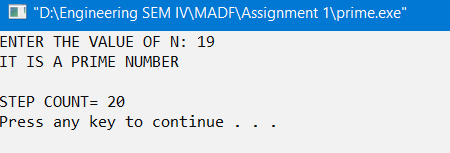 "D:\Engineering SEM IV\MADF\Assignment 1\prime.exe"
ENTER THE VALUE OF N: 19
IT IS A PRIME NUMBER
STEP COUNT= 20
Press any key to continue . . .